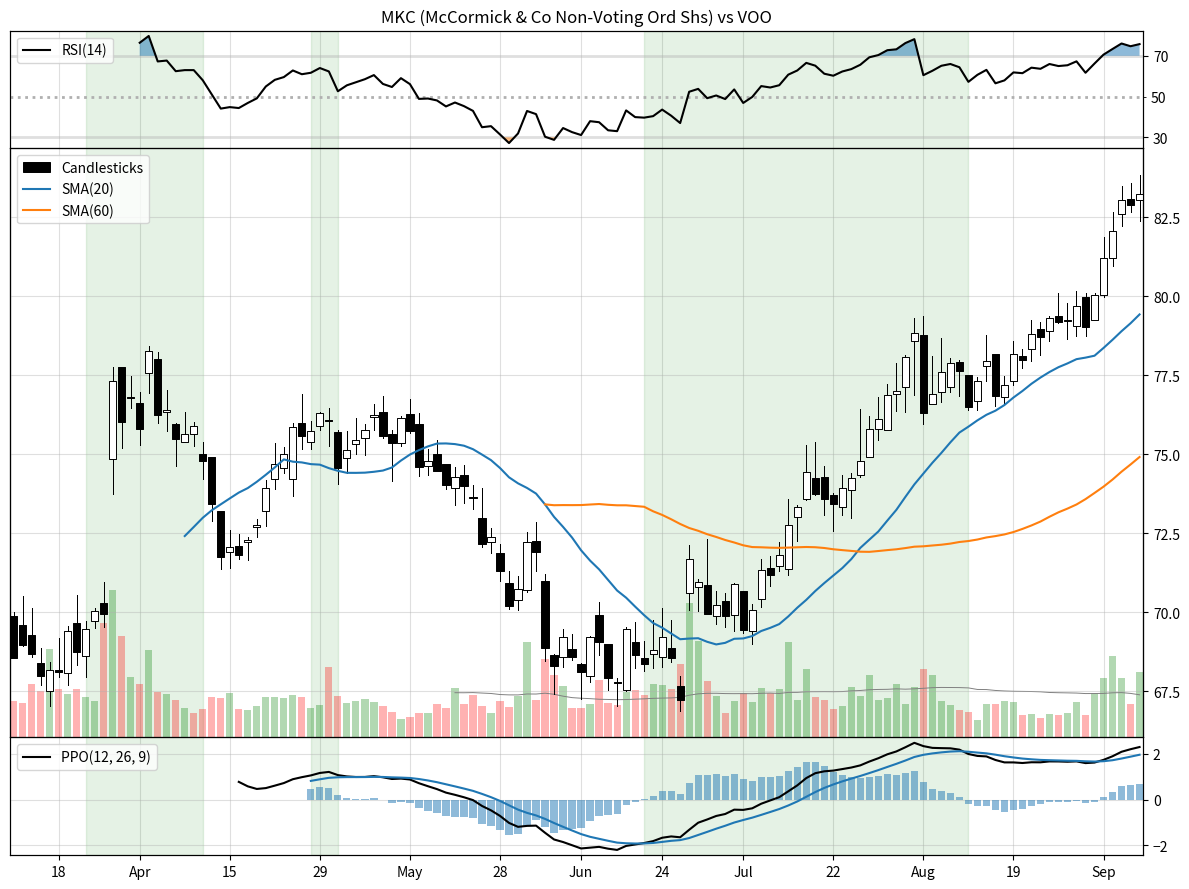 MKC (McCormick & Co Non-Voting Ord Shs) vs VOO
RSI(14)
70
50
30
Candlesticks
SMA(20)
SMA(60)
82.5
80.0
77.5
75.0
72.5
70.0
67.5
PPO(12, 26, 9)
2
0
−2
18 Apr 15 29 May 28 Jun 24 Jul 22 Aug 19 Sep